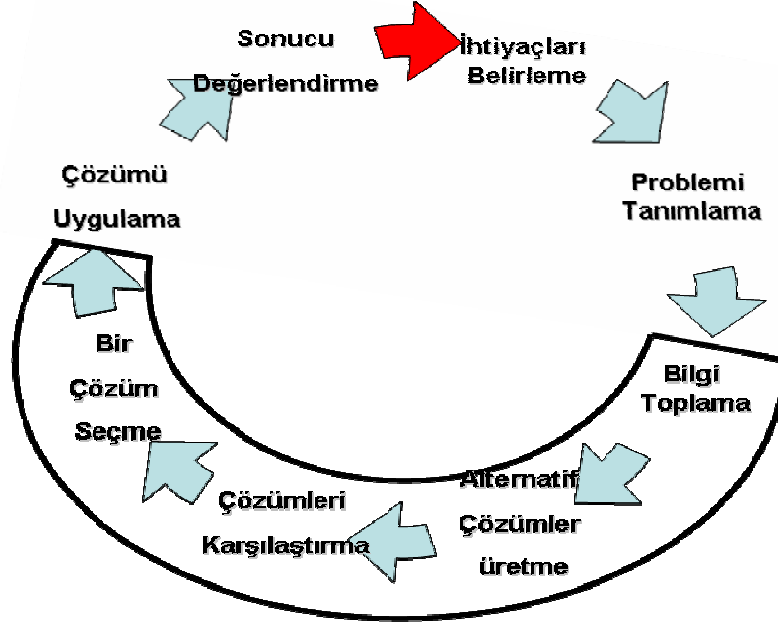 Sonucu
Değerlendirme
İhtiyaçları
Belirleme
Problemi
Tanımlama
Bilgi
Toplama
Alternatif
Çözümler
üretme
Çözümleri
Karşılaştırma
Bir
Çözüm
Seçme
Çözümü
Uygulama